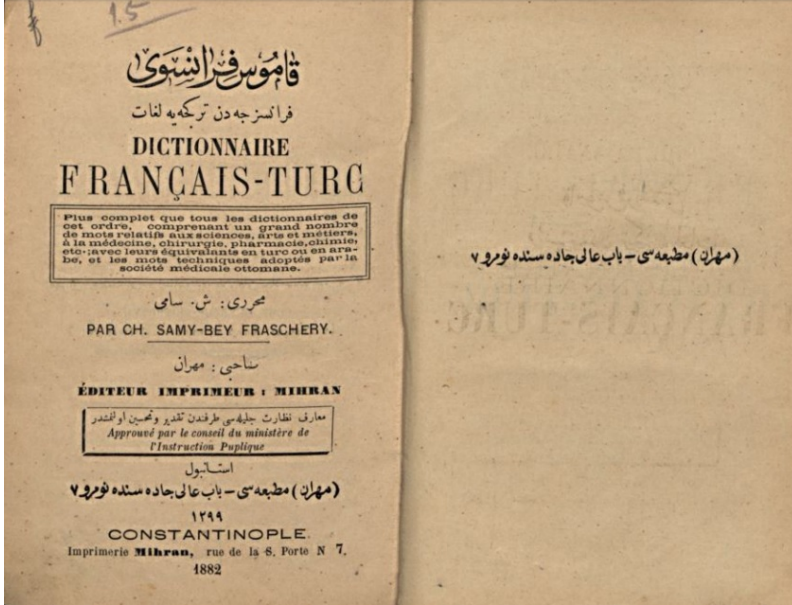 1.5
قاموس فرانسوی
فرانسزجه‌دن ترکجه‌یه لغات
DICTIONNAIRE
FRANÇAIS-TURC
Plus complet que tous les dictionnaires de
cet ordre, comprenant un grand nombre
de mots relatifs aux sciences, arts et métiers,
à la médecine, chirurgie, pharmacie,chimie,
etc·;avec leurs équivalants en turc ou en ara-
be, et les mots techniques adoptés par la
société médicale ottomane.
محرری : ش. سامی
PAR CH. SAMY-BEY FRASCHERY.
صاحبی : مهران
ÉDITEUR IMPRIMEUR : MIHRAN
معارف نظارت جلیله‌سی طرفندن تقدیر وتحسین اولنمشدر
Approuvé par le conseil du ministère de
l'Instruction Puplique
استانبول
(مهران) مطبعه‌سی – باب عالی جاده‌سنده نومرو ۷
۱۲۹۹
CONSTANTINOPLE.
Imprimerie Mihran, rue de la S. Porte N 7.
1882
(مهران) مطبعه‌سی – باب عالی جاده‌سنده نومرو ۷